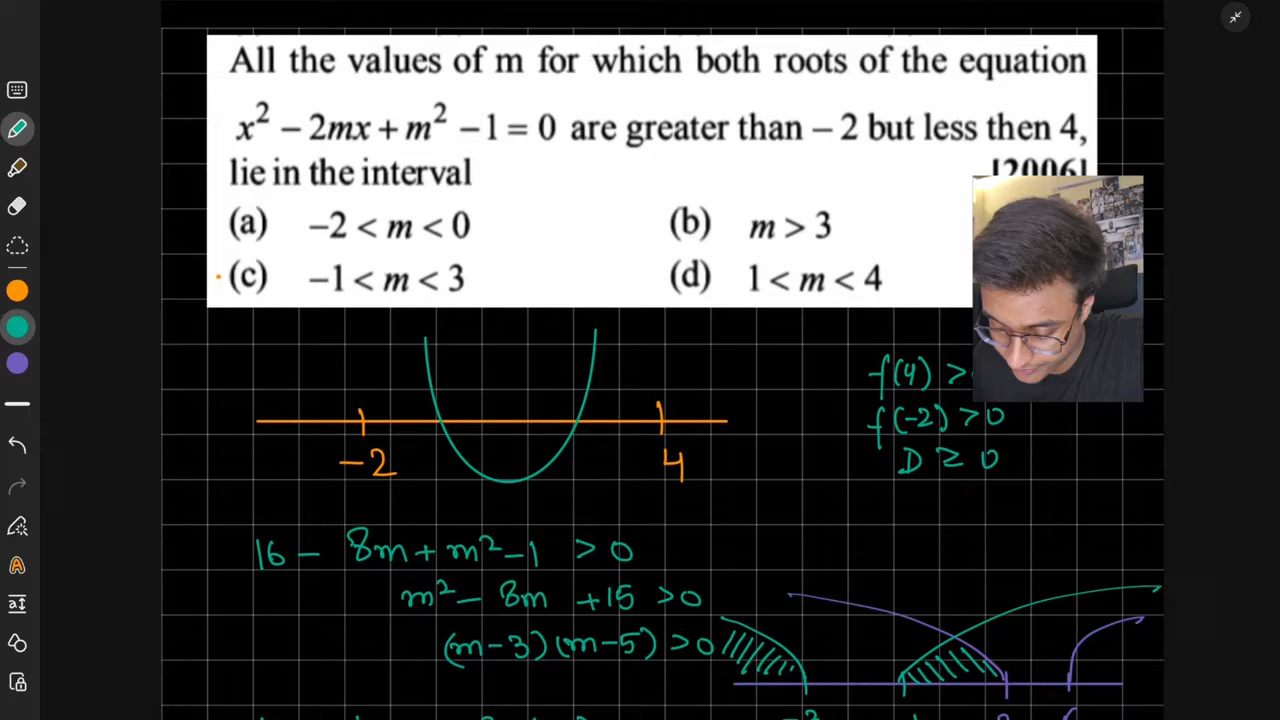 All the values of m for which both roots of the equation
x² − 2mx + m² − 1 = 0 are greater than − 2 but less then 4,
lie in the interval
(a) −2 < m < 0 (b) m > 3
(c) −1 < m < 3 (d) 1 < m < 4
f(4) >
f(-2) > 0
D ≥ 0
-2 4
16 - 8m + m² - 1 > 0
m² - 8m + 15 > 0
(m-3)(m-5) > 0